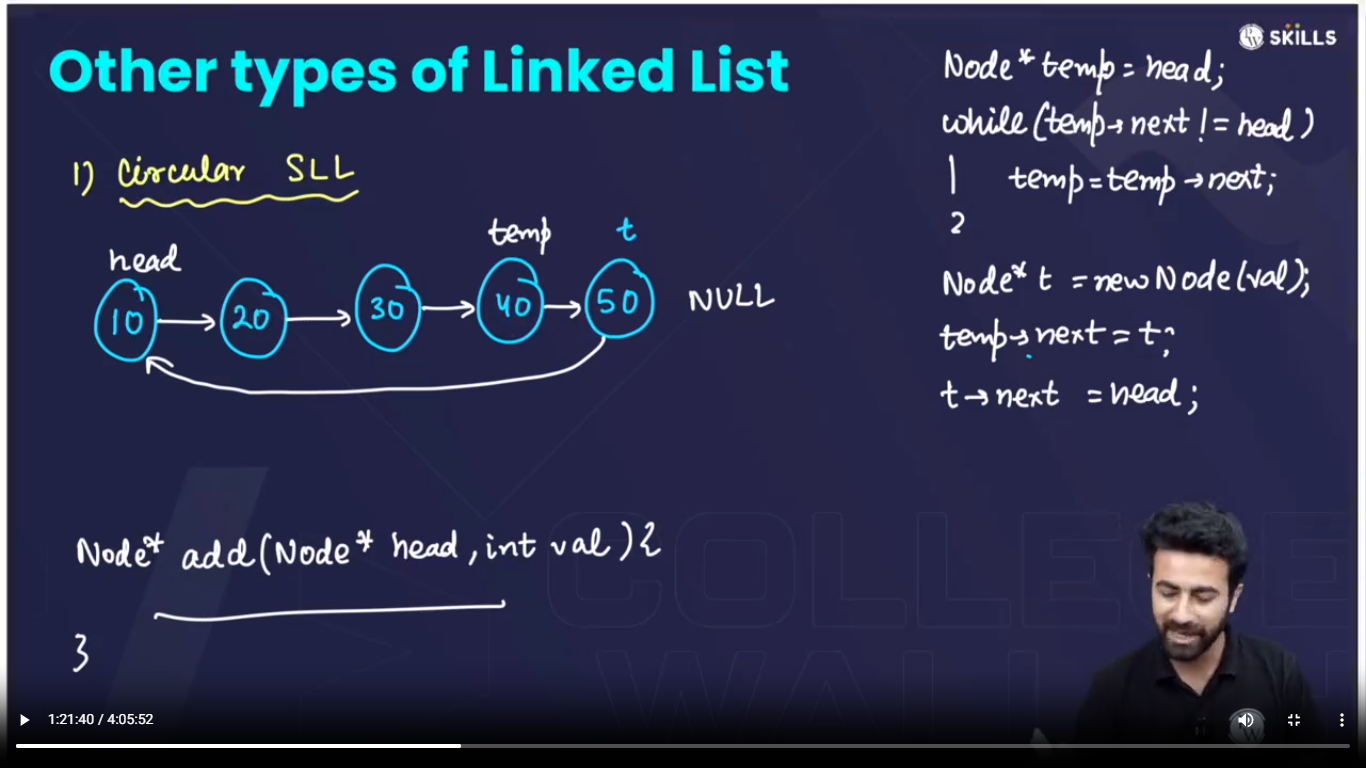 Other types of Linked List
SKILLS
1) Circular SLL
head
temp
t
10
20
30
40
50
NULL
Node* temp = head;
while (temp→next != head)
temp = temp→next;
}
Node* t = new Node(val);
temp→next = t;
t→next = head;
Node* add(Node* head, int val){
}
COLLEGE
WALLAH
1:21:40 / 4:05:52